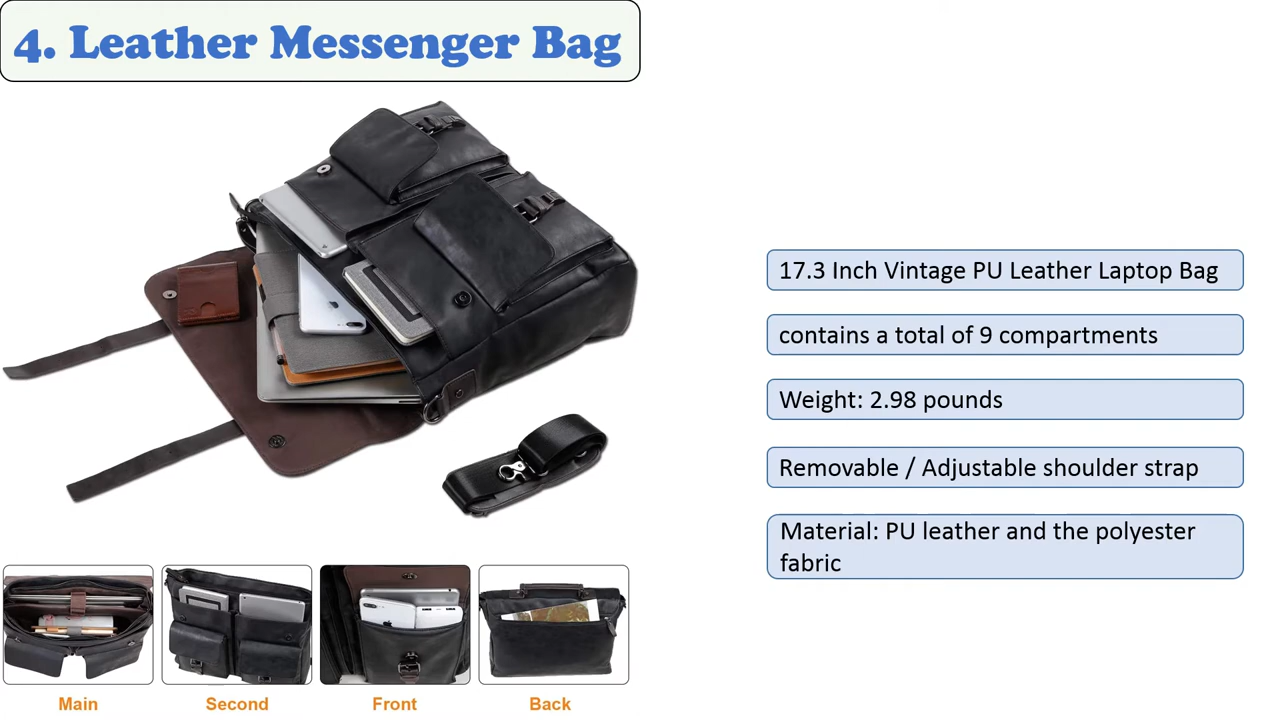 4. Leather Messenger Bag
17.3 Inch Vintage PU Leather Laptop Bag
contains a total of 9 compartments
Weight: 2.98 pounds
Removable / Adjustable shoulder strap
Material: PU leather and the polyester
fabric
Main
Second
Front
Back